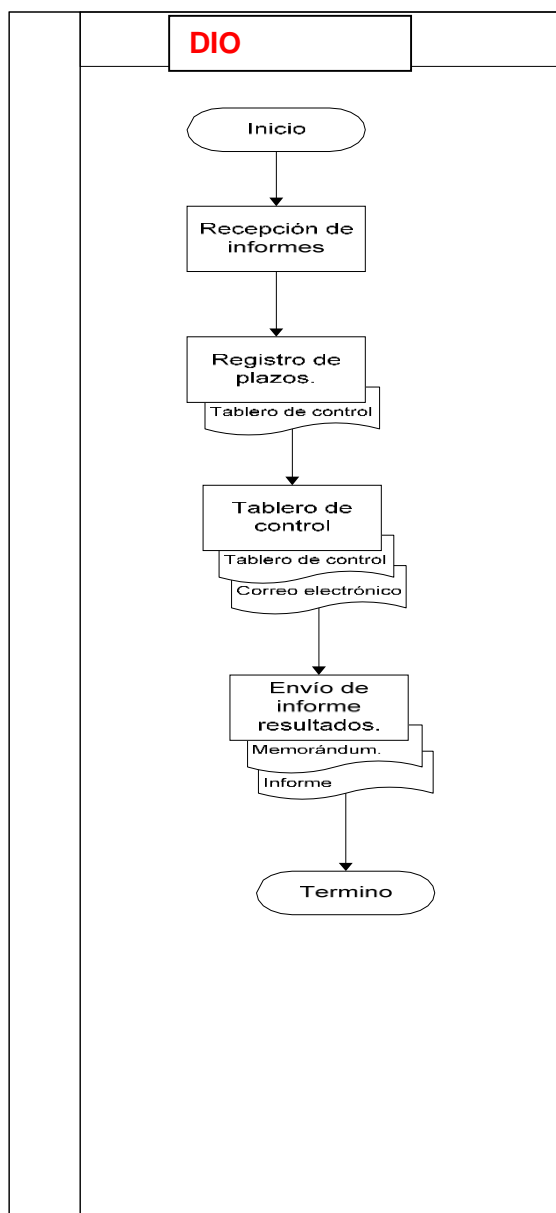 DIO
Inicio
Recepción de
informes
Registro de
plazos.
Tablero de control
Tablero de
control
Tablero de control
Correo electrónico
Envío de
informe
resultados.
Memorándum.
Informe
Termino